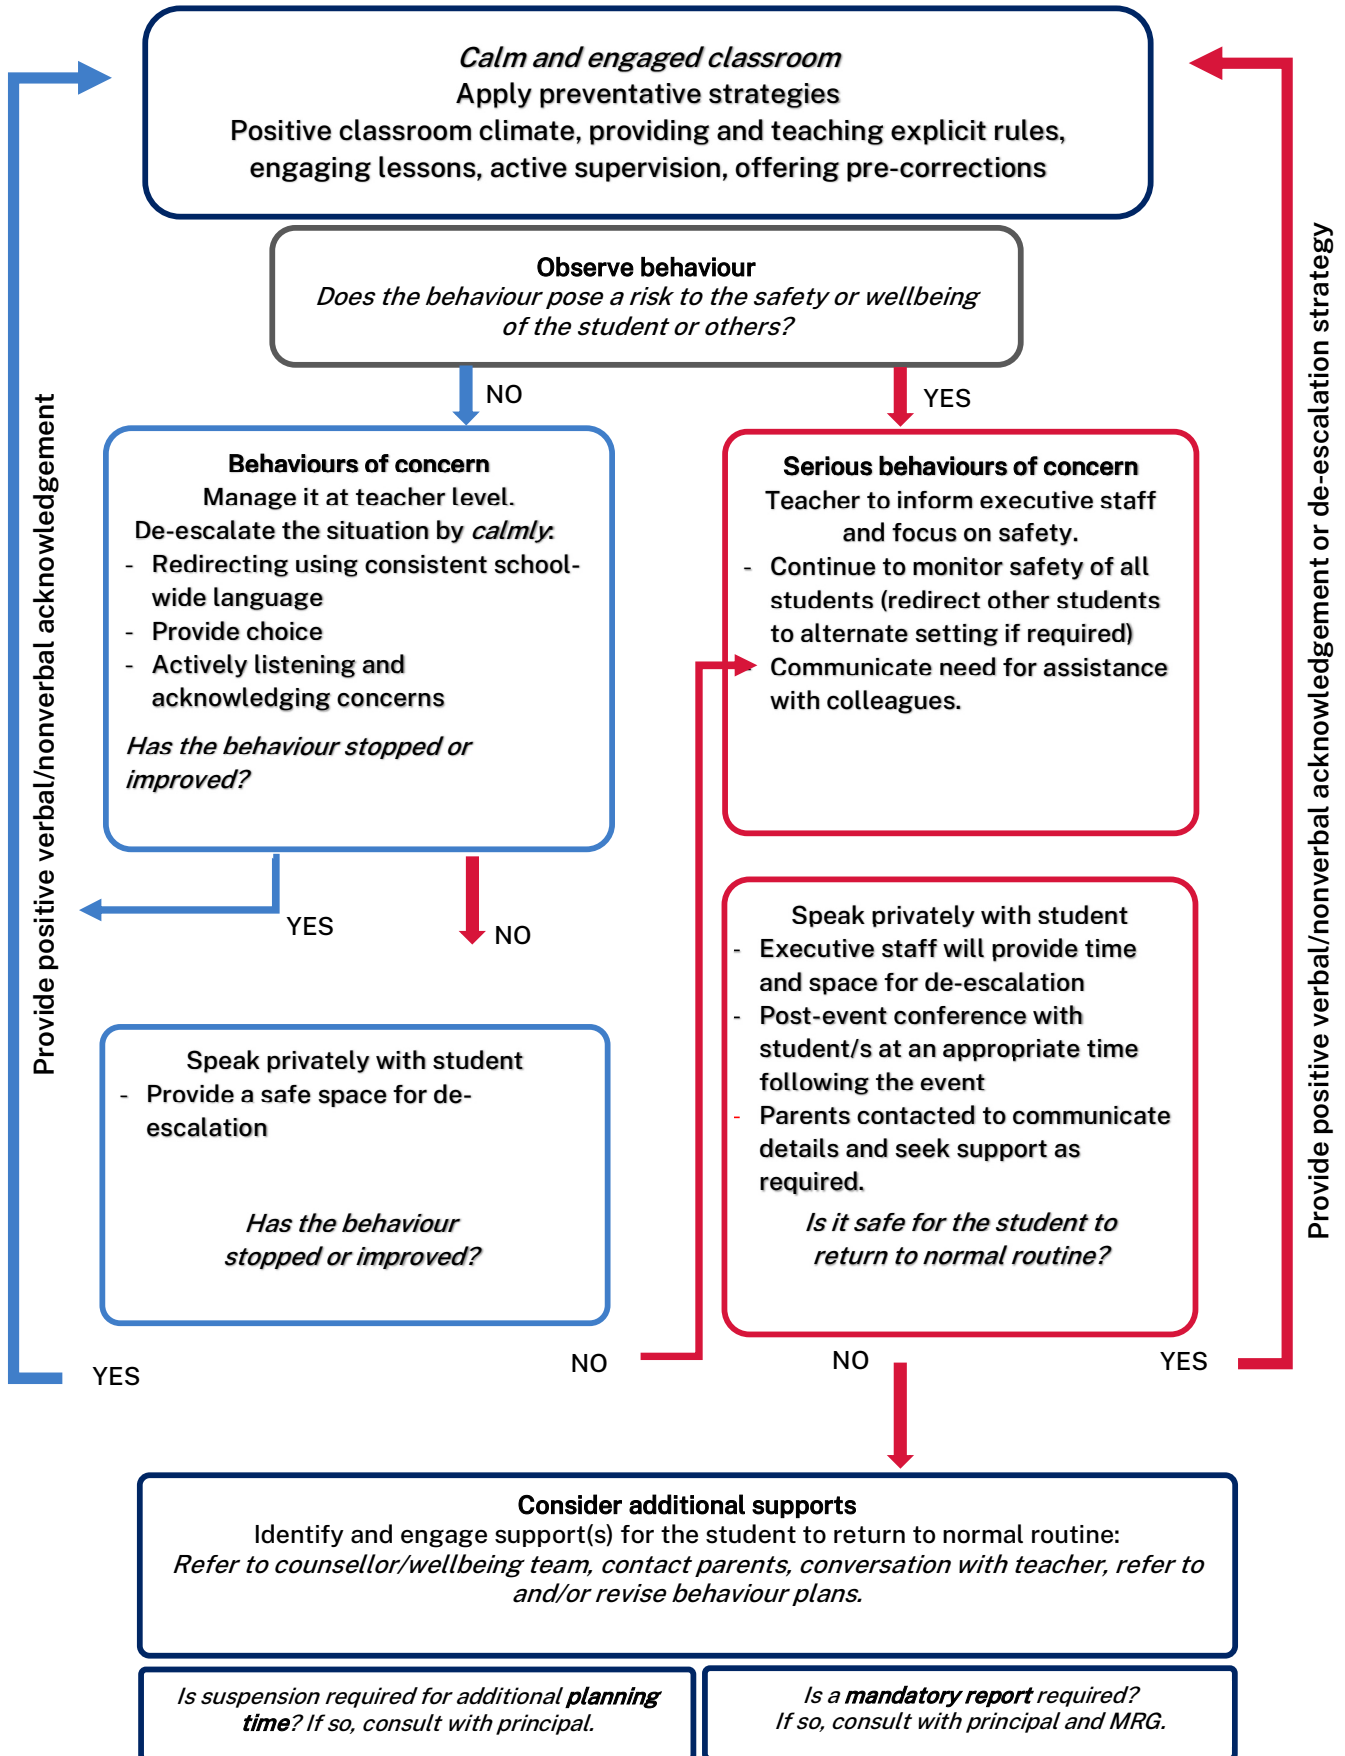 Calm and engaged classroom
Apply preventative strategies
Positive classroom climate, providing and teaching explicit rules,
engaging lessons, active supervision, offering pre-corrections
Observe behaviour
Does the behaviour pose a risk to the safety or wellbeing
of the student or others?
NO
YES
Behaviours of concern
Manage it at teacher level.
De-escalate the situation by calmly:
- Redirecting using consistent school-
wide language
- Provide choice
- Actively listening and
acknowledging concerns
Has the behaviour stopped or
improved?
Serious behaviours of concern
Teacher to inform executive staff
and focus on safety.
- Continue to monitor safety of all
students (redirect other students
to alternate setting if required)
- Communicate need for assistance
with colleagues.
YES
NO
Speak privately with student
- Provide a safe space for de-
escalation
Has the behaviour
stopped or improved?
Speak privately with student
- Executive staff will provide time
and space for de-escalation
- Post-event conference with
student/s at an appropriate time
following the event
- Parents contacted to communicate
details and seek support as
required.
Is it safe for the student to
return to normal routine?
YES
NO
NO
YES
Provide positive verbal/nonverbal acknowledgement
Provide positive verbal/nonverbal acknowledgement or de-escalation strategy
Consider additional supports
Identify and engage support(s) for the student to return to normal routine:
Refer to counsellor/wellbeing team, contact parents, conversation with teacher, refer to
and/or revise behaviour plans.
Is suspension required for additional planning
time? If so, consult with principal.
Is a mandatory report required?
If so, consult with principal and MRG.